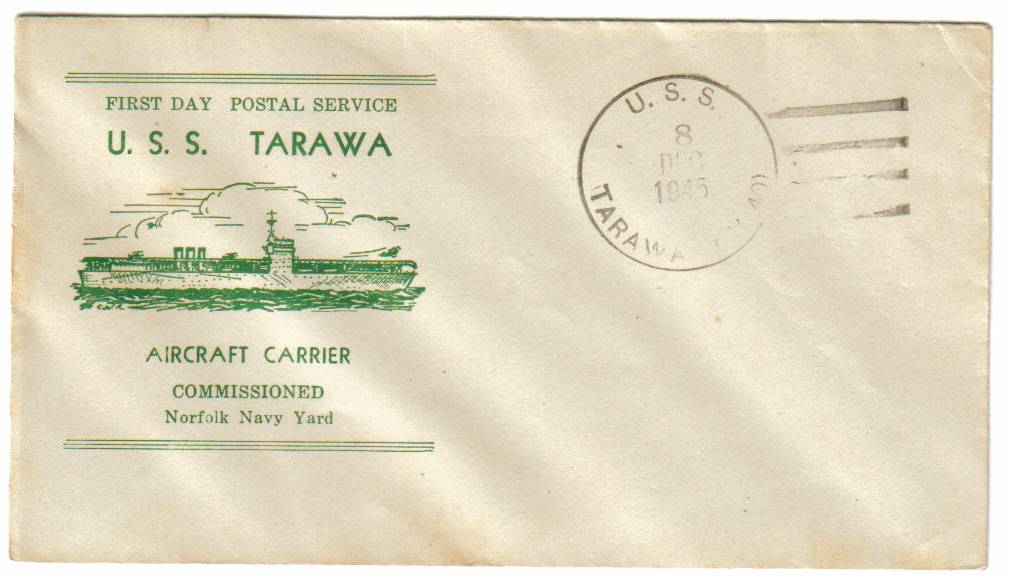 FIRST DAY POSTAL SERVICE
U. S. S. TARAWA
AIRCRAFT CARRIER
COMMISSIONED
Norfolk Navy Yard
U. S. S.
8
DEC
1945
TARAWA